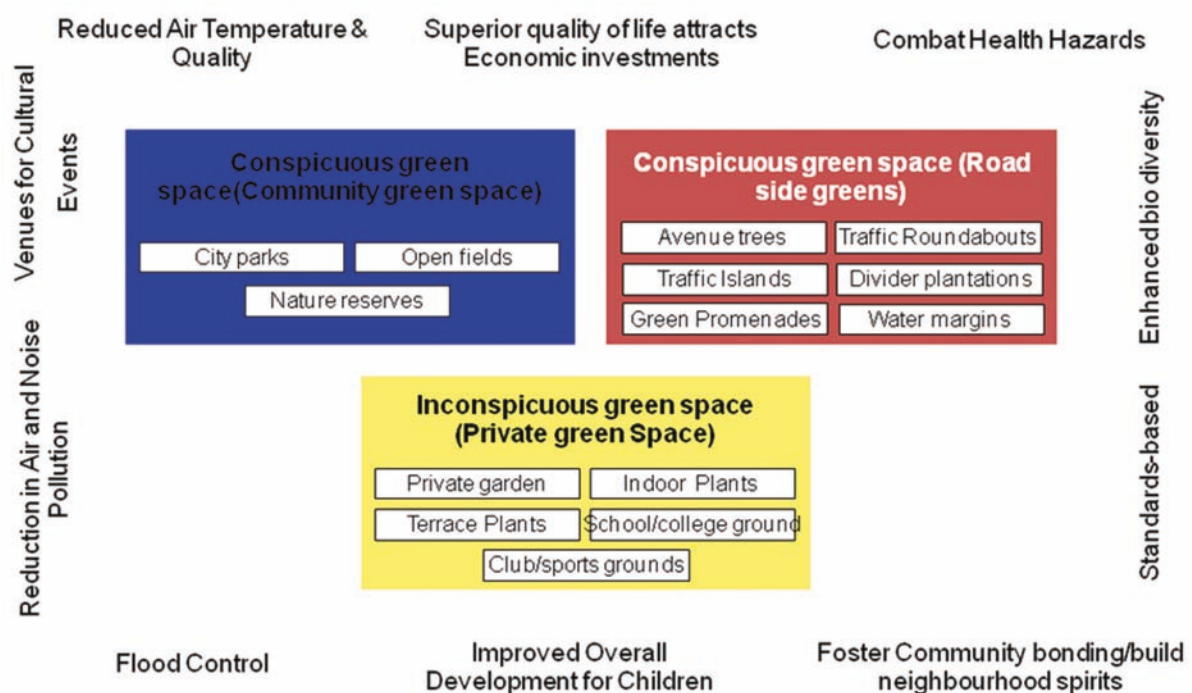 Reduced Air Temperature &
Quality
Superior quality of life attracts
Economic investments
Combat Health Hazards
Venues for Cultural
Events
Conspicuous green
space(Community green space)
City parks
Open fields
Nature reserves
Conspicuous green space (Road
side greens)
Avenue trees
Traffic Roundabouts
Traffic Islands
Divider plantations
Green Promenades
Water margins
Enhanced bio diversity
Reduction in Air and Noise
Pollution
Inconspicuous green space
(Private green Space)
Private garden
Indoor Plants
Terrace Plants
School/college ground
Club/sports grounds
Standards-based
Flood Control
Improved Overall
Development for Children
Foster Community bonding/build
neighbourhood spirits